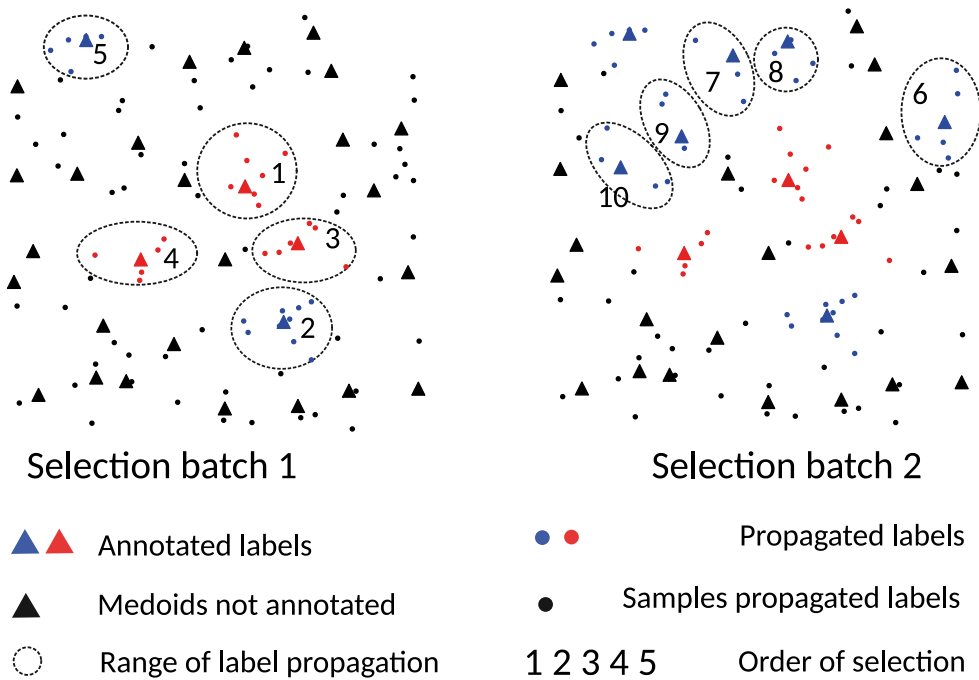 5
1
3
4
2
7
8
6
9
10
Selection batch 1
Selection batch 2
Annotated labels
Propagated labels
Medoids not annotated
Samples propagated labels
Range of label propagation
1 2 3 4 5 Order of selection